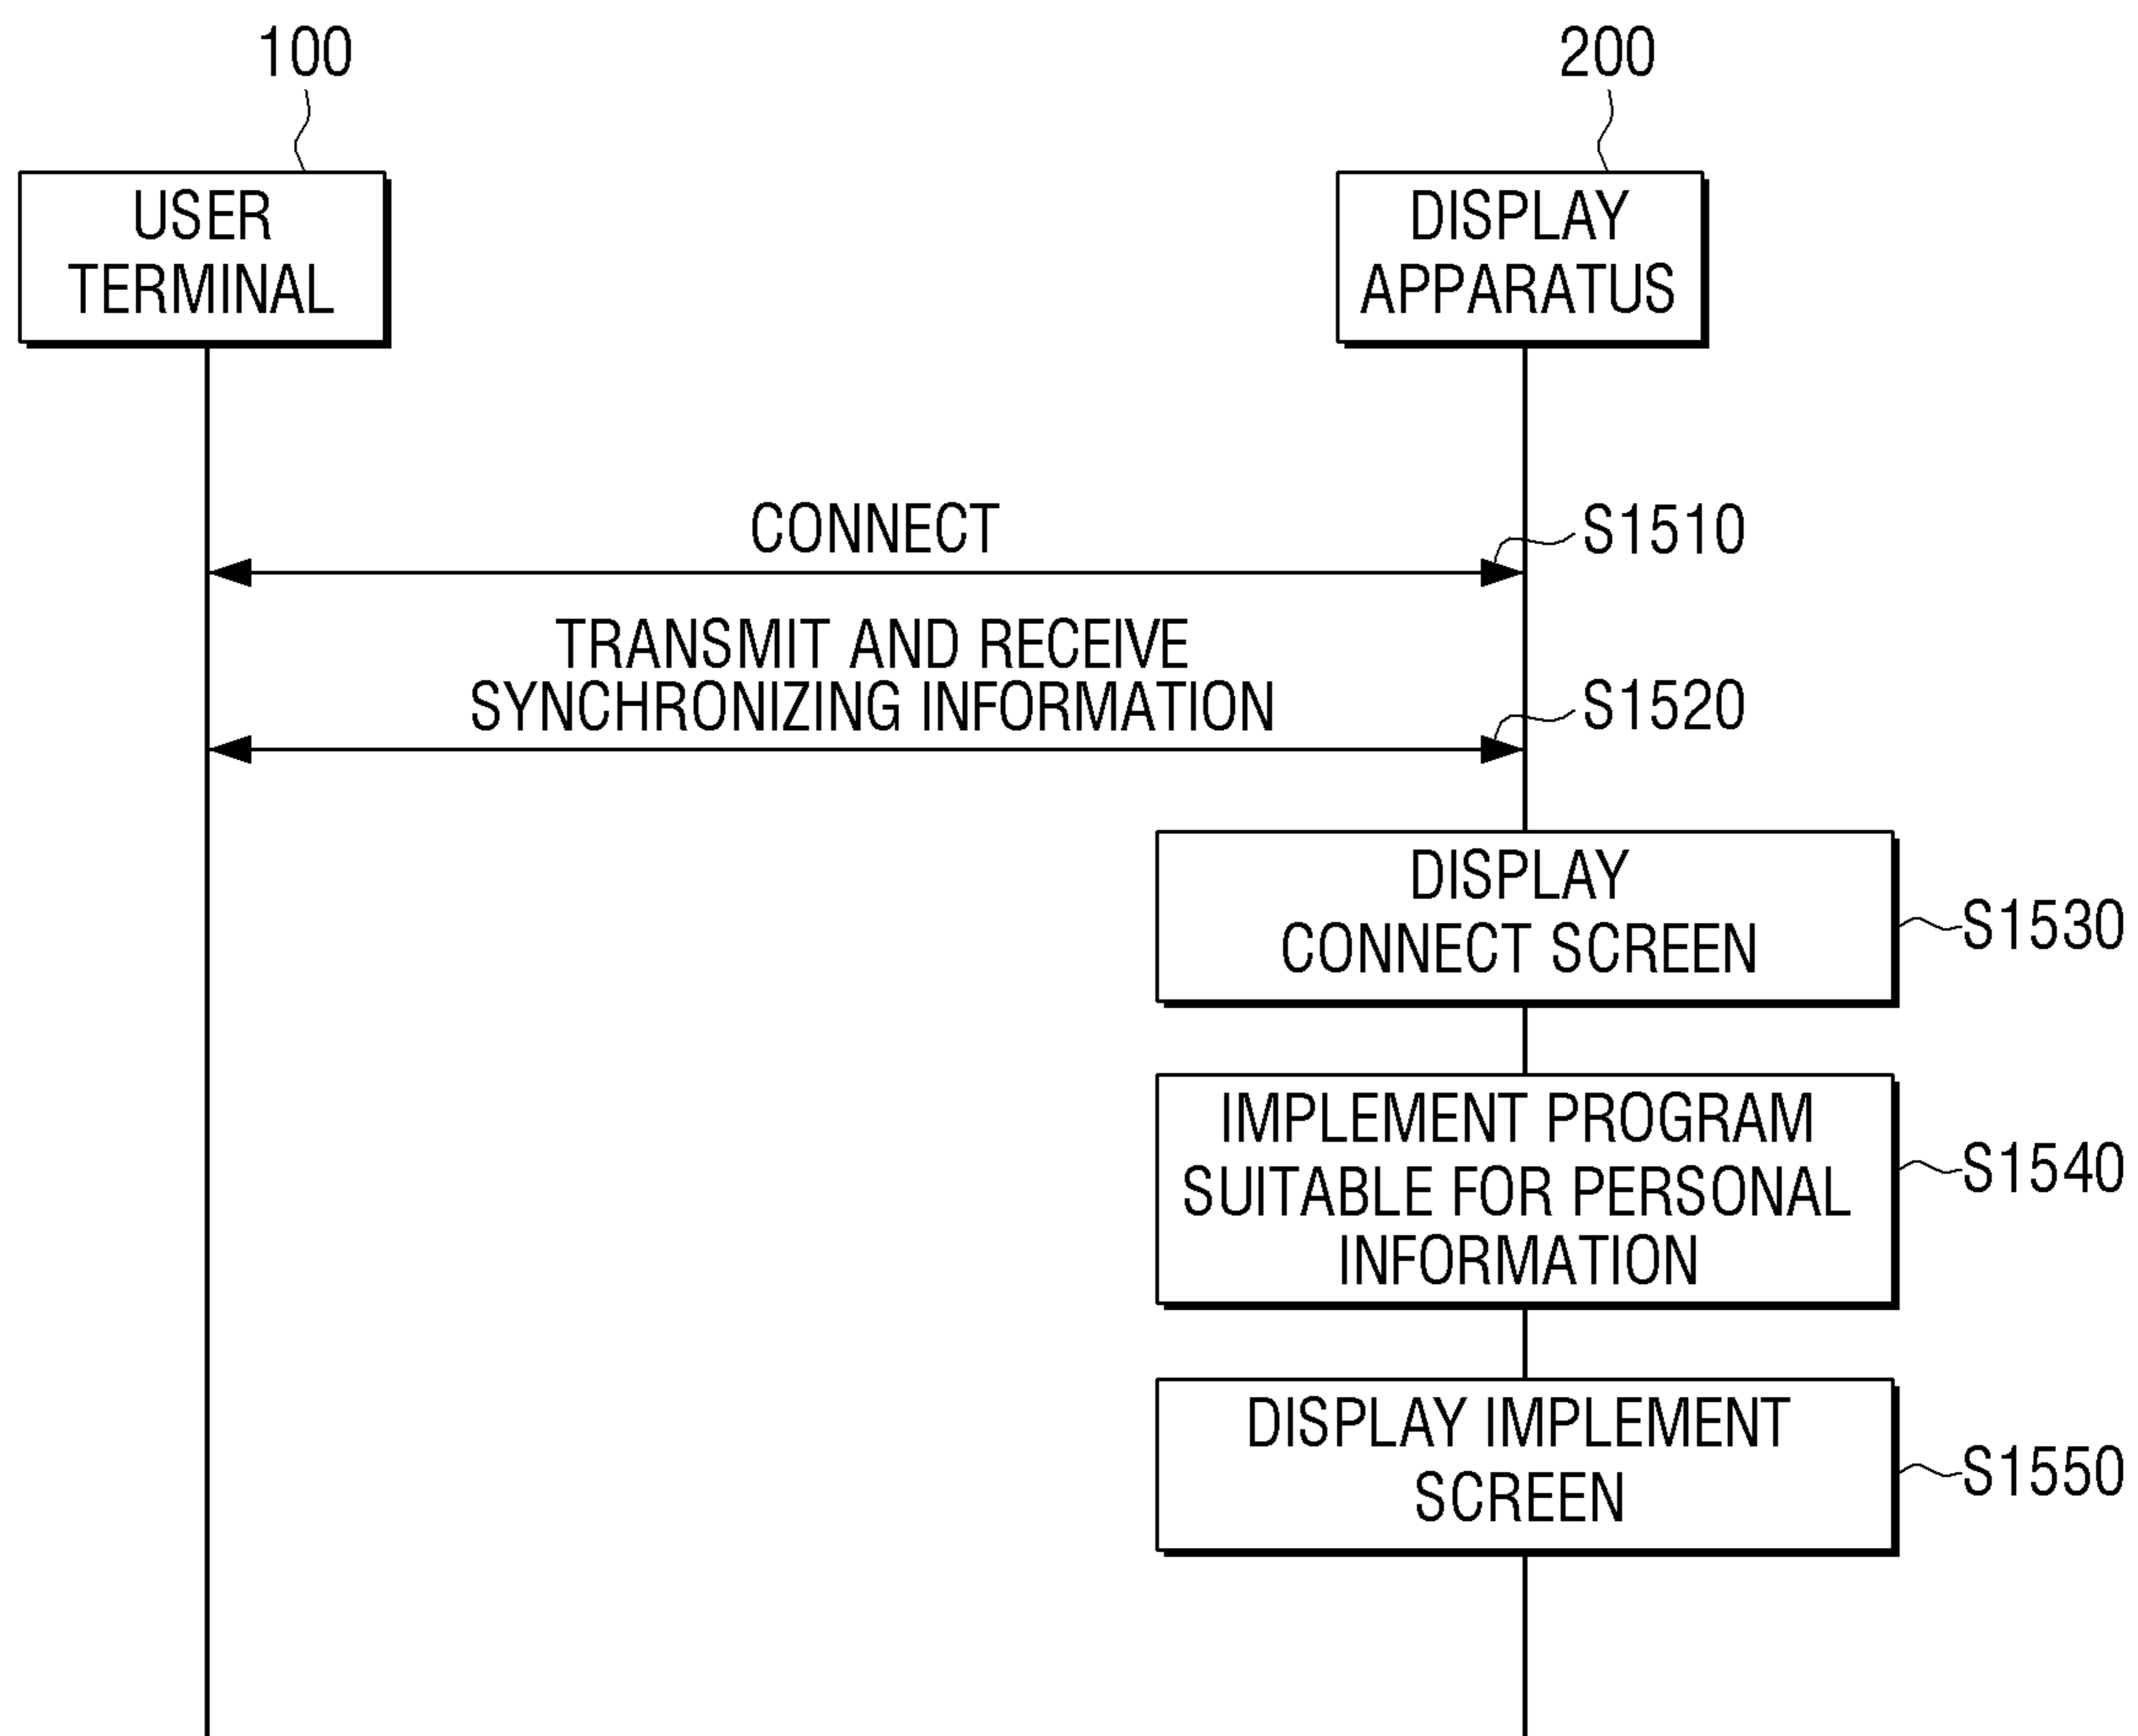 100
200
USER
TERMINAL
DISPLAY
APPARATUS
CONNECT
S1510
TRANSMIT AND RECEIVE
SYNCHRONIZING INFORMATION
S1520
DISPLAY
CONNECT SCREEN
S1530
IMPLEMENT PROGRAM
SUITABLE FOR PERSONAL
INFORMATION
S1540
DISPLAY IMPLEMENT
SCREEN
S1550